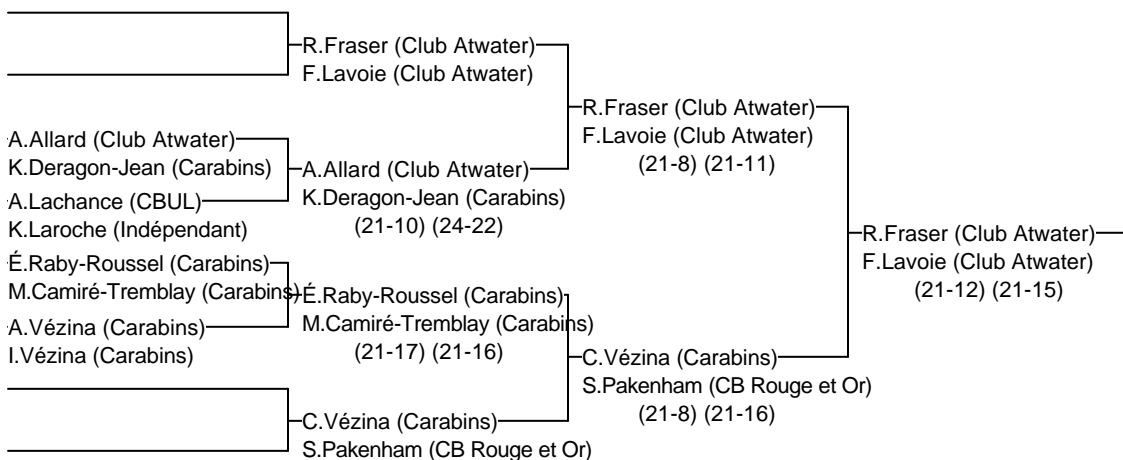 R.Fraser (Club Atwater)
F.Lavoie (Club Atwater)
R.Fraser (Club Atwater)
F.Lavoie (Club Atwater)
(21-8) (21-11)
A.Allard (Club Atwater)
K.Deragon-Jean (Carabins)
A.Allard (Club Atwater)
K.Deragon-Jean (Carabins)
(21-10) (24-22)
A.Lachance (CBUL)
K.Laroche (Indépendant)
R.Fraser (Club Atwater)
F.Lavoie (Club Atwater)
(21-12) (21-15)
É.Raby-Roussel (Carabins)
M.Camiré-Tremblay (Carabins)
É.Raby-Roussel (Carabins)
M.Camiré-Tremblay (Carabins)
(21-17) (21-16)
A.Vézina (Carabins)
I.Vézina (Carabins)
C.Vézina (Carabins)
S.Pakenham (CB Rouge et Or)
(21-8) (21-16)
C.Vézina (Carabins)
S.Pakenham (CB Rouge et Or)